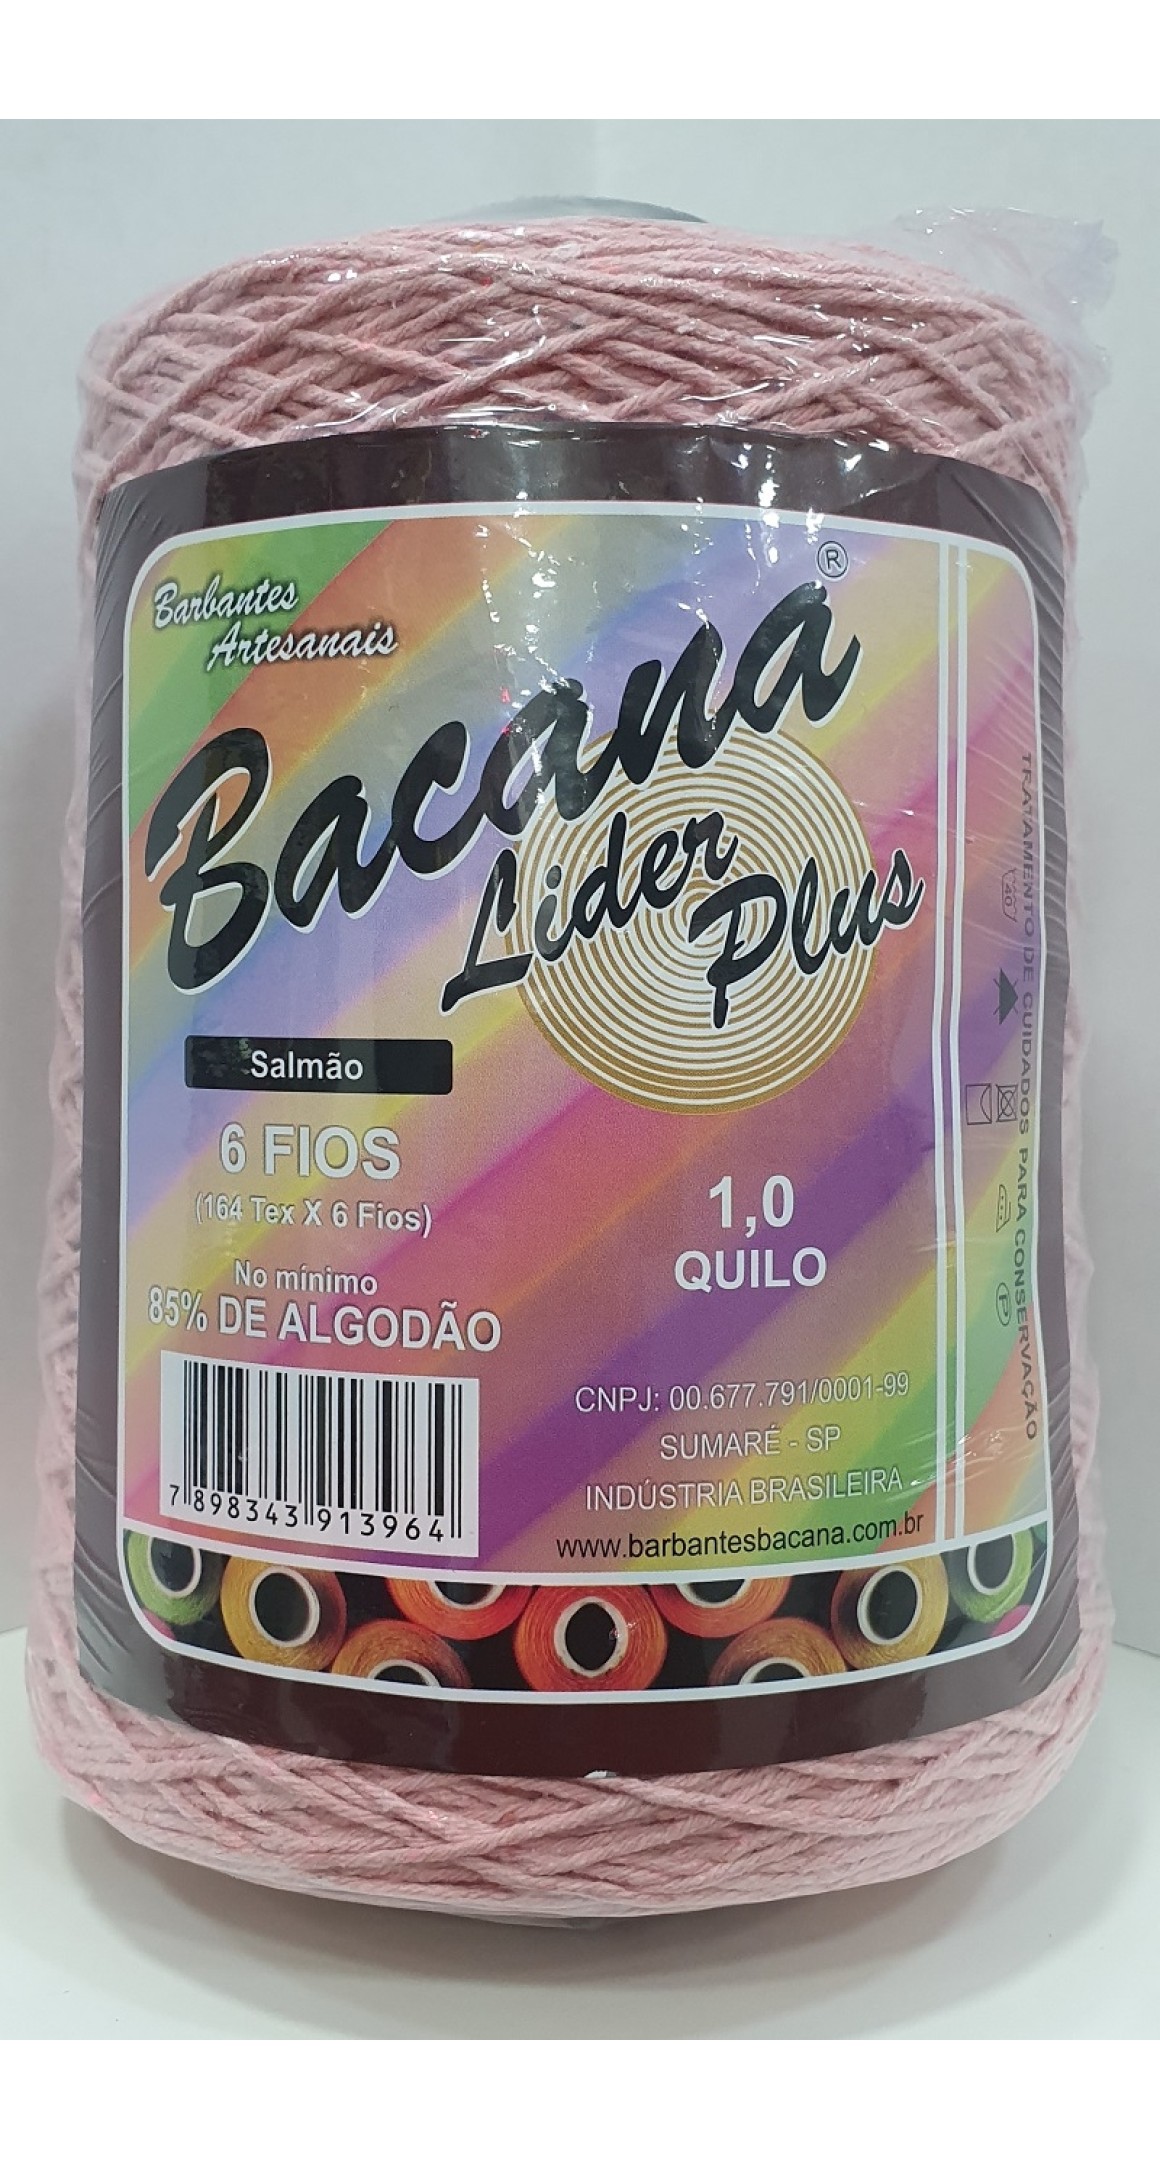 Barbantes
Artesanais
Bacana®
Lider
Plus
Salmão
6 FIOS
(164 Tex X 6 Fios)
No mínimo
85% DE ALGODÃO
7 898343 913964
1,0
QUILO
CNPJ: 00.677.791/0001-99
SUMARÉ - SP
INDÚSTRIA BRASILEIRA
www.barbantesbacana.com.br
TRATAMENTO DE CUIDADOS PARA CONSERVAÇÃO
40
P